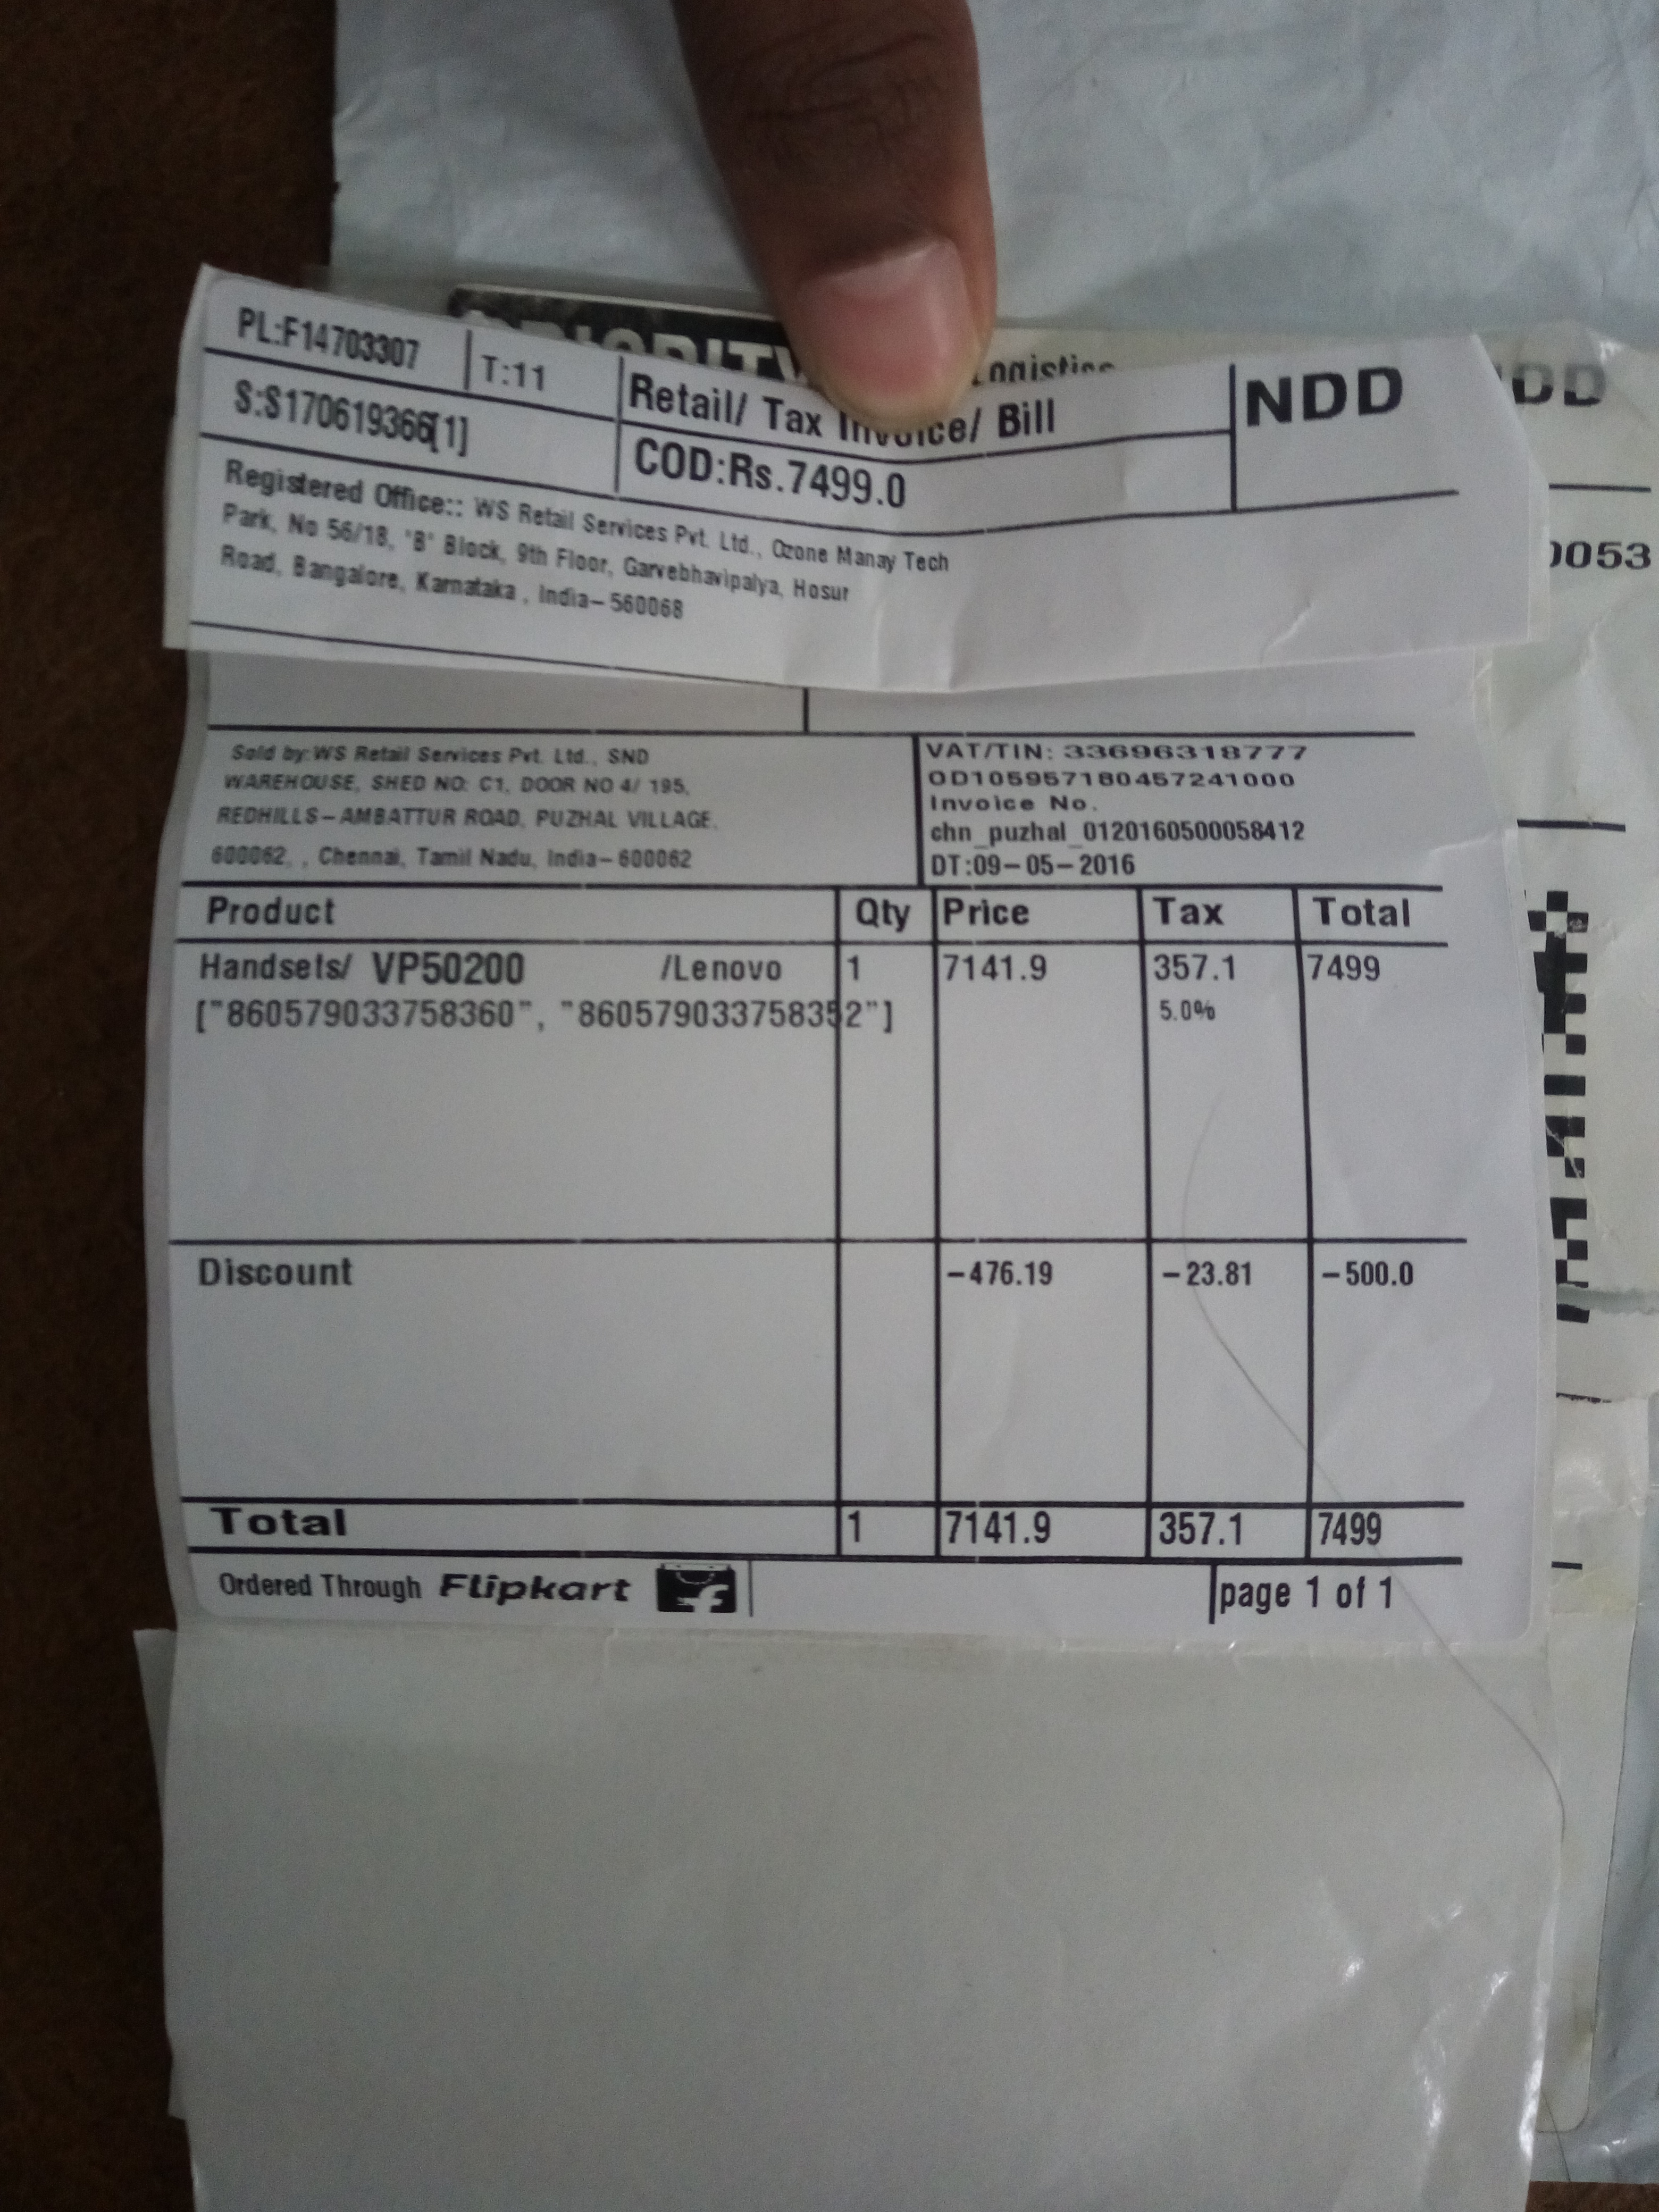 PL:F14703307 T:11 Retail/ Tax Invoice/ Bill NDD
S:S170619366[1] COD:Rs.7499.0
Registered Office:: WS Retail Services Pvt. Ltd., Ozone Manay Tech
Park, No 56/18, 'B' Block, 9th Floor, Garvebhavipalya, Hosur
Road, Bangalore, Karnataka , India-560068
0053
Sold by:WS Retail Services Pvt. Ltd., SND
WAREHOUSE, SHED NO: C1, DOOR NO 4/ 195,
REDHILLS-AMBATTUR ROAD, PUZHAL VILLAGE,
600062, , Chennai, Tamil Nadu, India-600062
VAT/TIN: 33696318777
OD105957180457241000
Invoice No.
chn_puzhal_0120160500058412
DT:09-05-2016
Product Qty Price Tax Total
Handsets/ VP50200 /Lenovo 1 7141.9 357.1 7499
["860579033758360", "860579033758352"] 5.0%
Discount -476.19 -23.81 -500.0
Total 1 7141.9 357.1 7499
Ordered Through Flipkart page 1 of 1